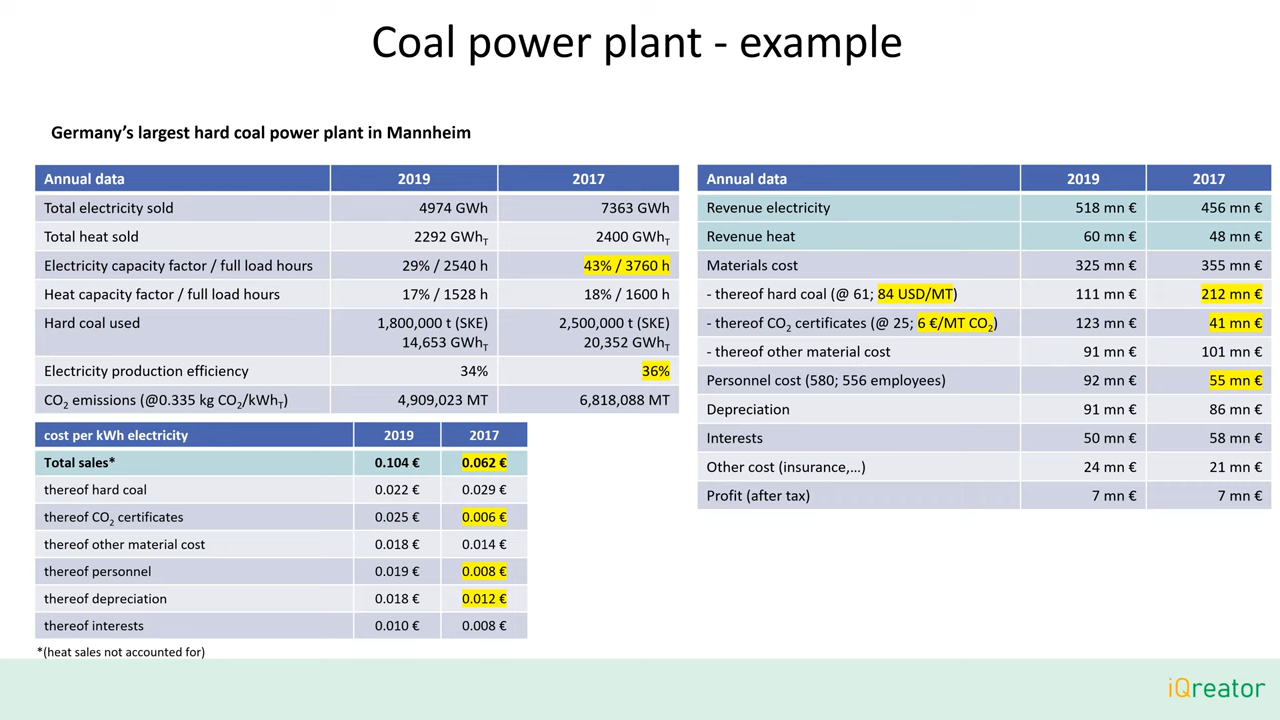 Coal power plant - example
Germany's largest hard coal power plant in Mannheim
Annual data 2019 2017
Total electricity sold 4974 GWh 7363 GWh
Total heat sold 2292 GWhT 2400 GWhT
Electricity capacity factor / full load hours 29% / 2540 h 43% / 3760 h
Heat capacity factor / full load hours 17% / 1528 h 18% / 1600 h
Hard coal used 1,800,000 t (SKE) 2,500,000 t (SKE)
14,653 GWhT 20,352 GWhT
Electricity production efficiency 34% 36%
CO2 emissions (@0.335 kg CO2/kWhT) 4,909,023 MT 6,818,088 MT
cost per kWh electricity 2019 2017
Total sales* 0.104 € 0.062 €
thereof hard coal 0.022 € 0.029 €
thereof CO2 certificates 0.025 € 0.006 €
thereof other material cost 0.018 € 0.014 €
thereof personnel 0.019 € 0.008 €
thereof depreciation 0.018 € 0.012 €
thereof interests 0.010 € 0.008 €
*(heat sales not accounted for)
Annual data 2019 2017
Revenue electricity 518 mn € 456 mn €
Revenue heat 60 mn € 48 mn €
Materials cost 325 mn € 355 mn €
- thereof hard coal (@ 61; 84 USD/MT) 111 mn € 212 mn €
- thereof CO2 certificates (@ 25; 6 €/MT CO2) 123 mn € 41 mn €
- thereof other material cost 91 mn € 101 mn €
Personnel cost (580; 556 employees) 92 mn € 55 mn €
Depreciation 91 mn € 86 mn €
Interests 50 mn € 58 mn €
Other cost (insurance,...) 24 mn € 21 mn €
Profit (after tax) 7 mn € 7 mn €
iQreator